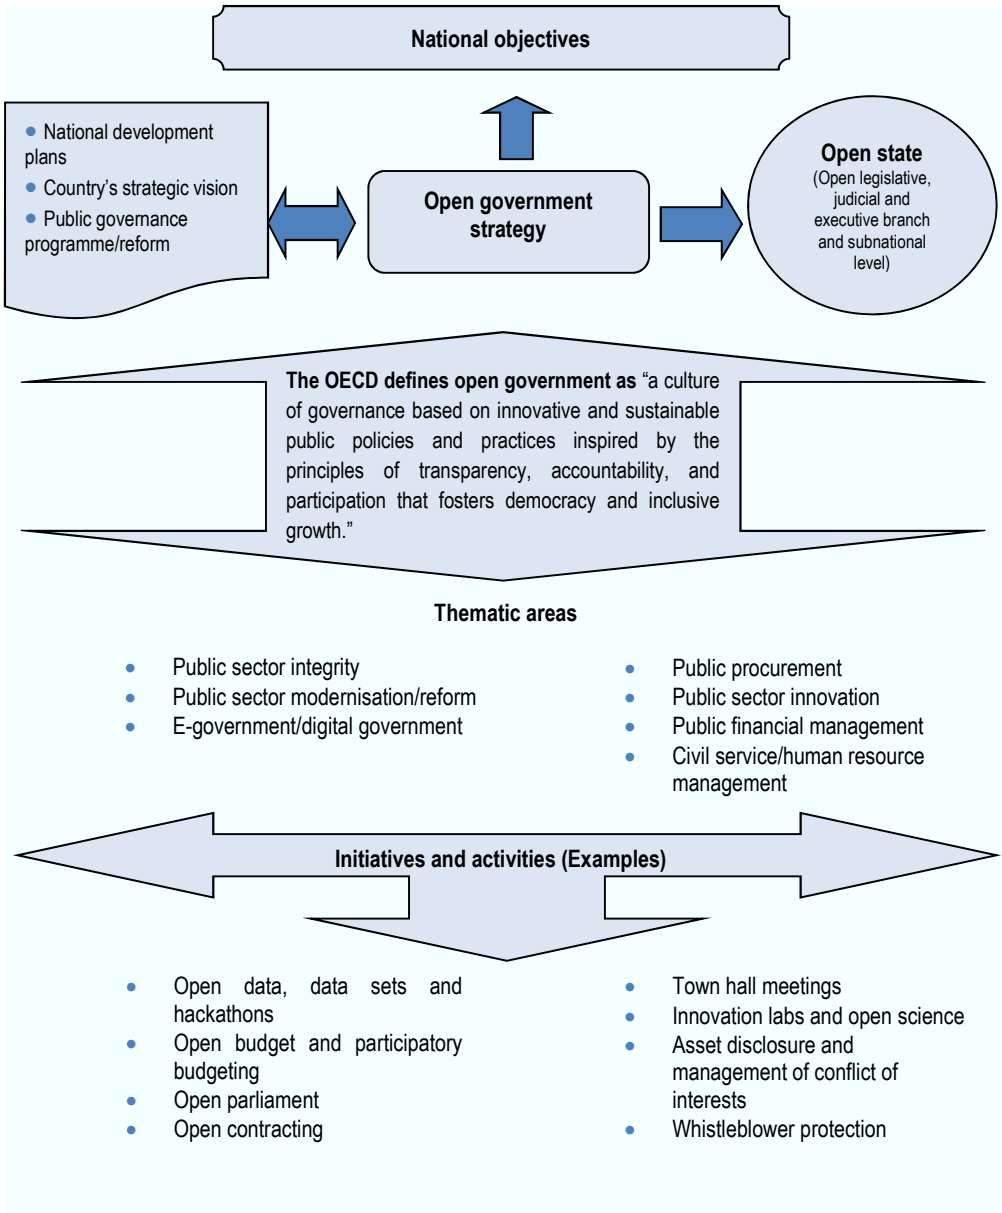 National objectives
● National development
plans
● Country’s strategic vision
● Public governance
programme/reform
Open government
strategy
Open state
(Open legislative,
judicial and
executive branch
and subnational
level)
The OECD defines open government as “a culture
of governance based on innovative and sustainable
public policies and practices inspired by the
principles of transparency, accountability, and
participation that fosters democracy and inclusive
growth.”
Thematic areas
● Public sector integrity
● Public sector modernisation/reform
● E-government/digital government
● Public procurement
● Public sector innovation
● Public financial management
● Civil service/human resource
management
Initiatives and activities (Examples)
● Open data, data sets and
hackathons
● Open budget and participatory
budgeting
● Open parliament
● Open contracting
● Town hall meetings
● Innovation labs and open science
● Asset disclosure and
management of conflict of
interests
● Whistleblower protection